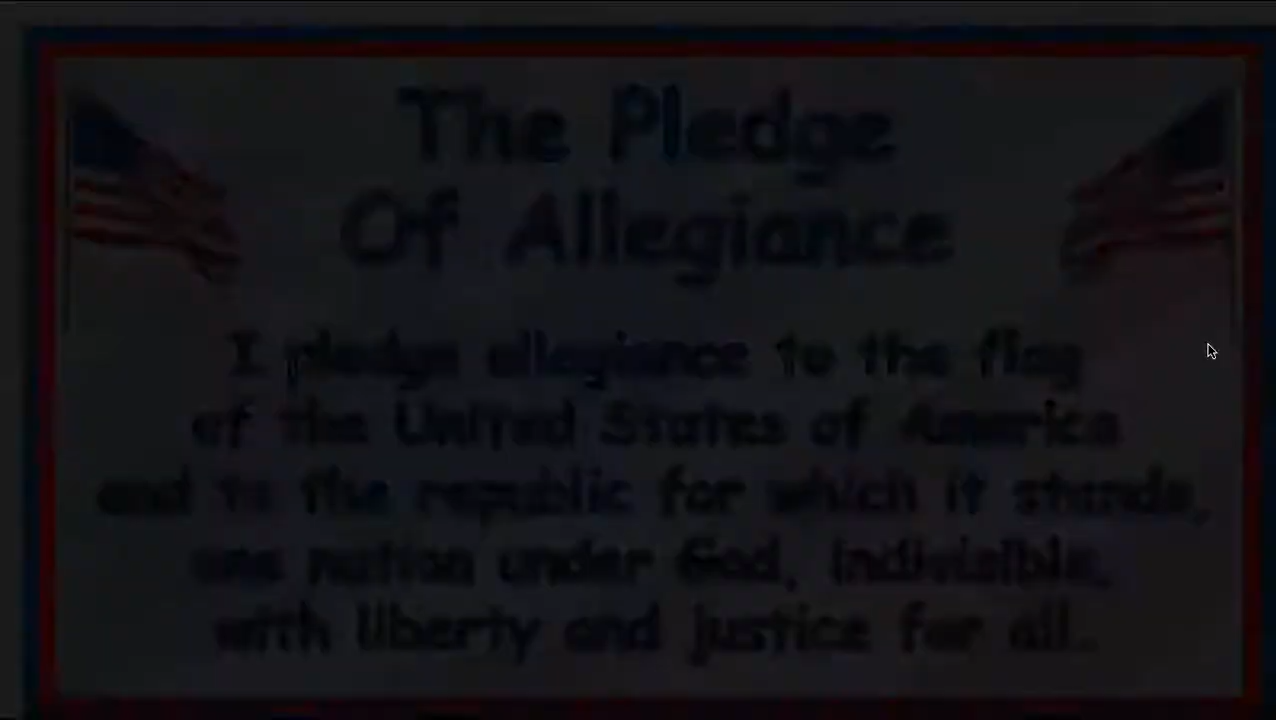 The Pledge
Of Allegiance
I pledge allegiance to the flag
of the United States of America
and to the republic for which it stands,
one nation under God, indivisible,
with liberty and justice for all.